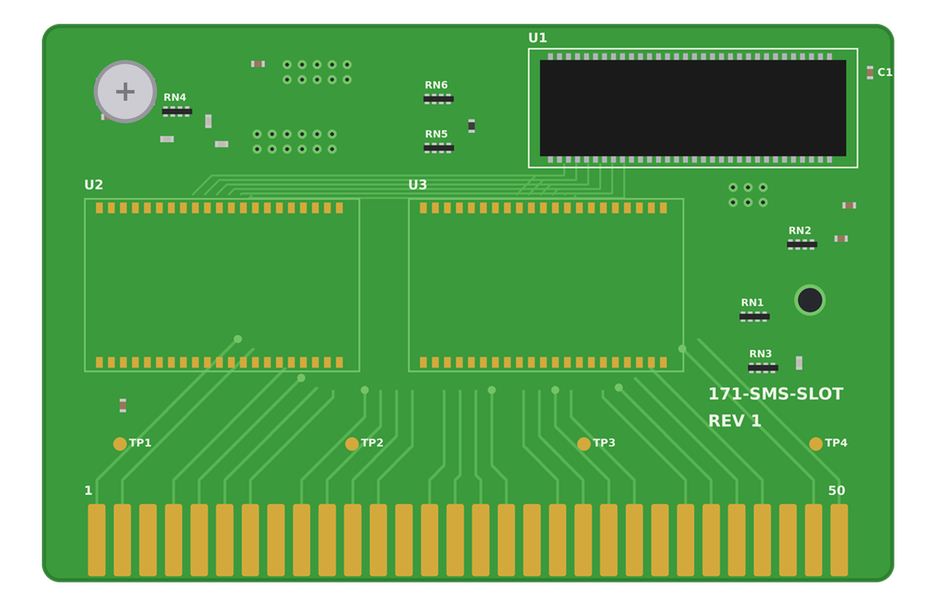 U1
C1
RN6
RN4
RN5
U2
U3
RN2
RN1
RN3
171-SMS-SLOT
REV 1
TP1
TP2
TP3
TP4
1
50